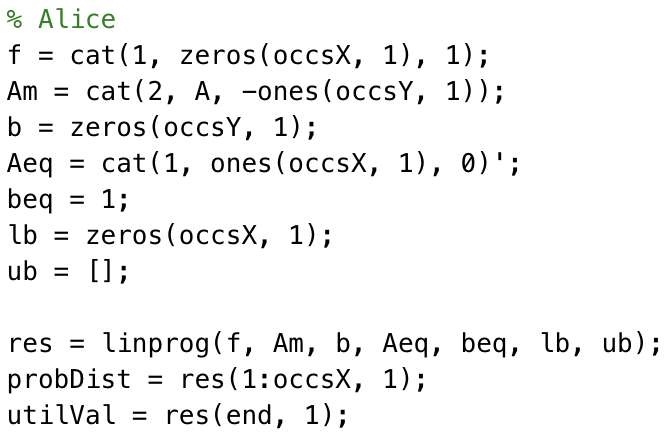 % Alice
f = cat(1, zeros(occsX, 1), 1);
Am = cat(2, A, -ones(occsY, 1));
b = zeros(occsY, 1);
Aeq = cat(1, ones(occsX, 1), 0)';
beq = 1;
lb = zeros(occsX, 1);
ub = [];
res = linprog(f, Am, b, Aeq, beq, lb, ub);
probDist = res(1:occsX, 1);
utilVal = res(end, 1);